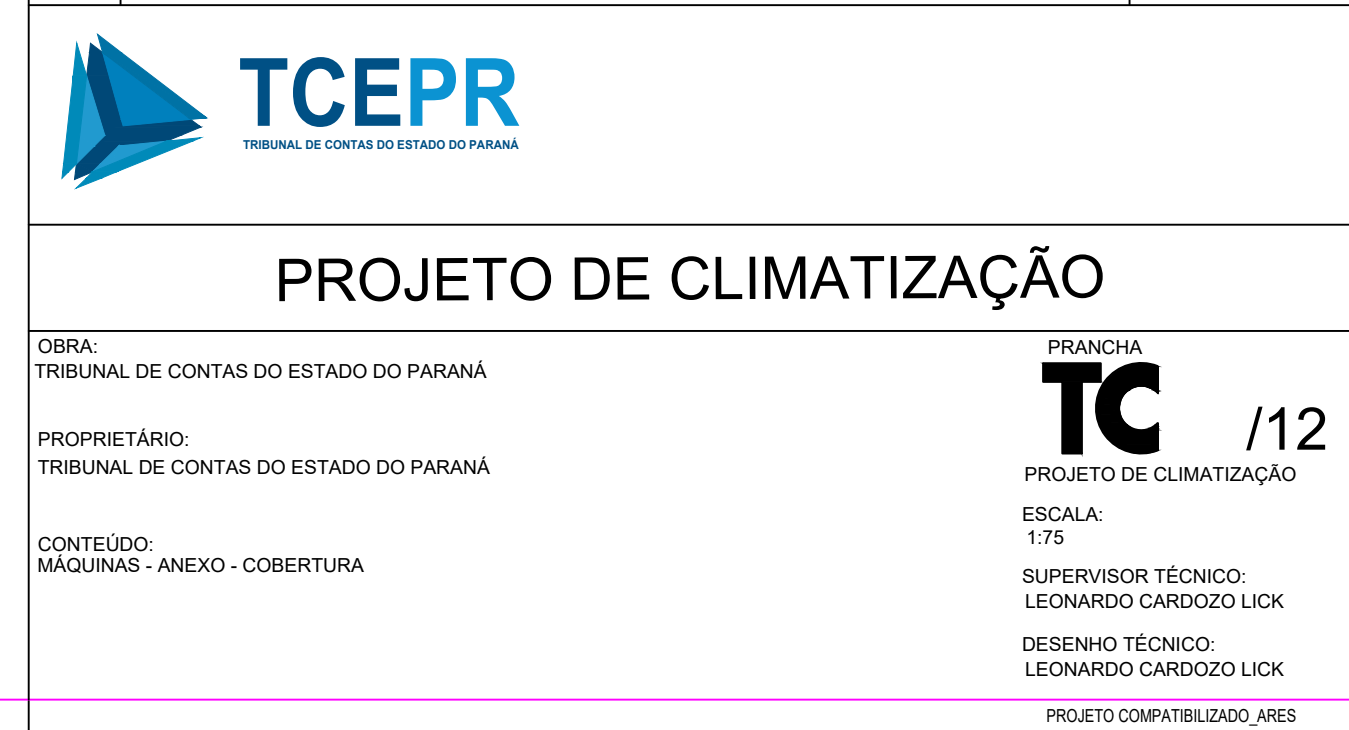 TCEPR
TRIBUNAL DE CONTAS DO ESTADO DO PARANÁ
PROJETO DE CLIMATIZAÇÃO
OBRA:
TRIBUNAL DE CONTAS DO ESTADO DO PARANÁ
PROPRIETÁRIO:
TRIBUNAL DE CONTAS DO ESTADO DO PARANÁ
CONTEÚDO:
MÁQUINAS - ANEXO - COBERTURA
PRANCHA
TC
/12
PROJETO DE CLIMATIZAÇÃO
ESCALA:
1:75
SUPERVISOR TÉCNICO:
LEONARDO CARDOZO LICK
DESENHO TÉCNICO:
LEONARDO CARDOZO LICK
PROJETO COMPATIBILIZADO_ARES